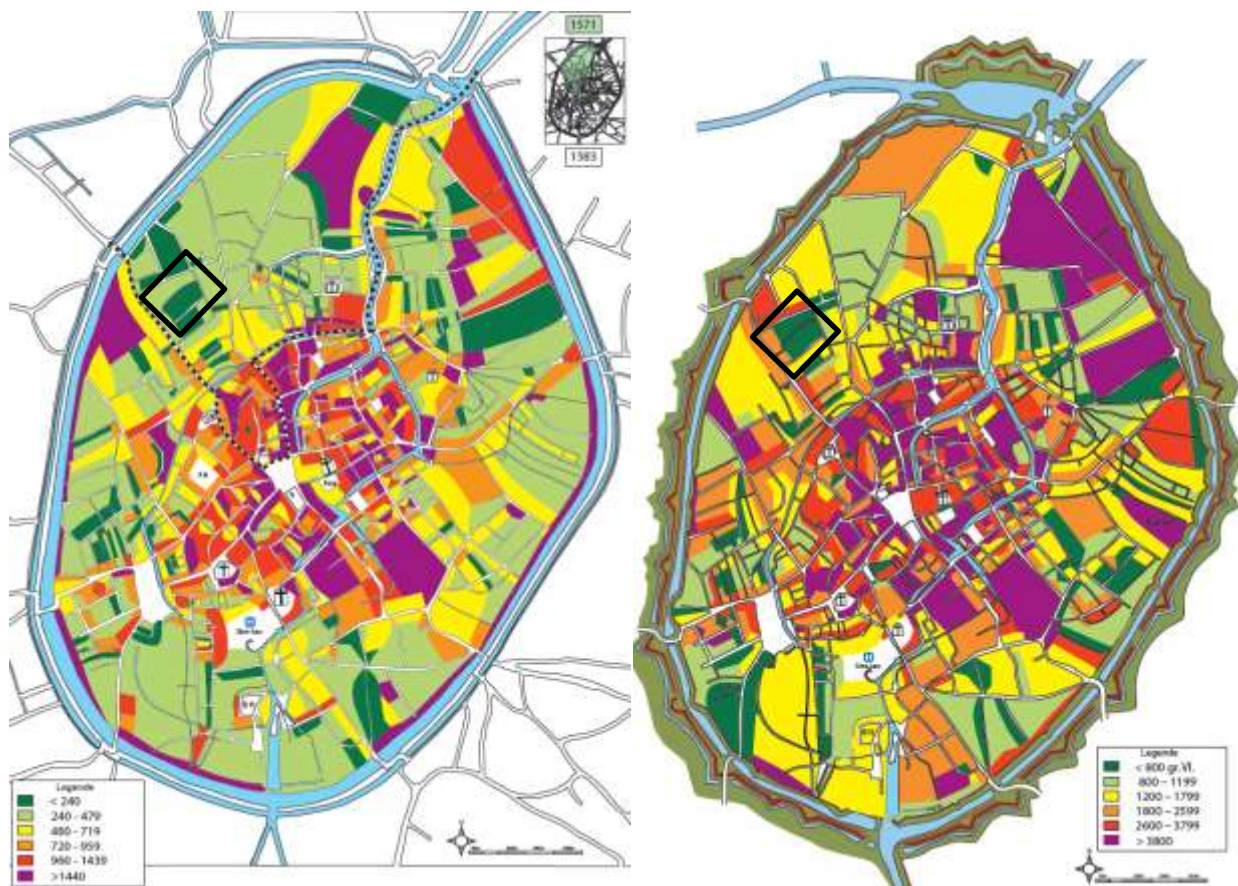 1571
1583
Legende
< 240
240 - 479
480 - 719
720 - 959
960 - 1439
>1440
Legende
< 800 gr.Vl.
800 – 1199
1200 – 1799
1800 – 2599
2600 – 3799
> 3800